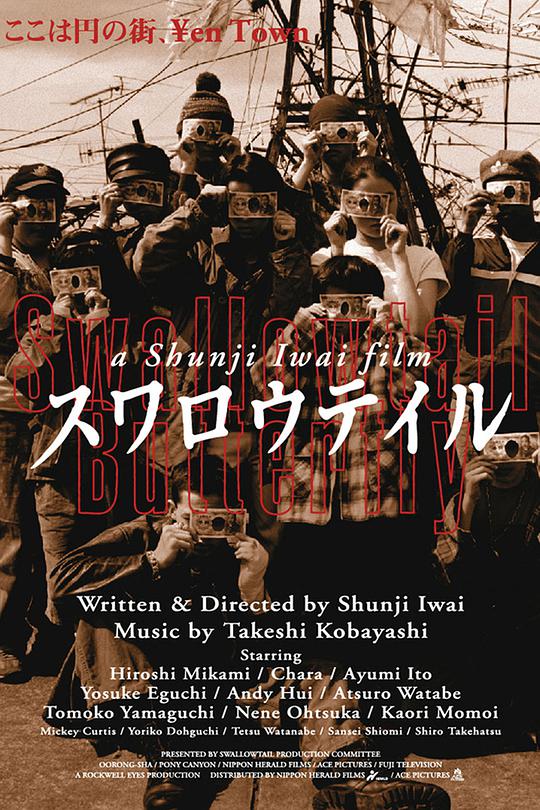 ここは円の街、¥en Town
Swallowtail
a Shunji Iwai film
スワロウテイル
Butterfly
Written & Directed by Shunji Iwai
Music by Takeshi Kobayashi
Starring
Hiroshi Mikami / Chara / Ayumi Ito
Yosuke Eguchi / Andy Hui / Atsuro Watabe
Tomoko Yamaguchi / Nene Ohtsuka / Kaori Momoi
Mickey Curtis / Yoriko Dohguchi / Tetsu Watanabe / Sansei Shiomi / Shiro Takehatsu
PRESENTED BY SWALLOWTAIL PRODUCTION COMMITTEE
OORONG-SHA / PONY CANYON / NIPPON HERALD FILMS / ACE PICTURES / FUJI TELEVISION
A ROCKWELL EYES PRODUCTION DISTRIBUTED BY NIPPON HERALD FILMS HERALD / ACE PICTURES